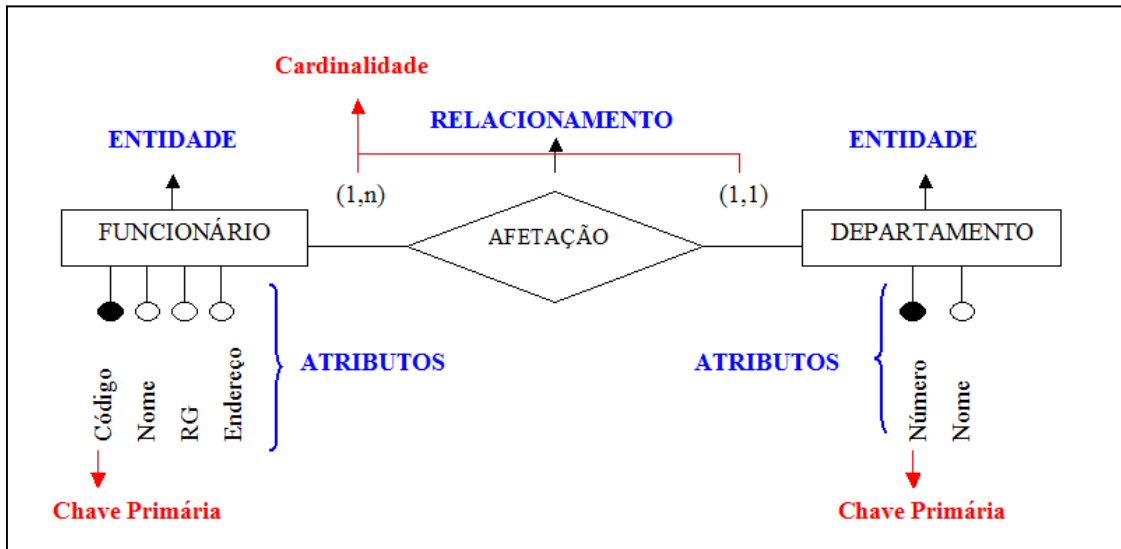 Cardinalidade
ENTIDADE
RELACIONAMENTO
ENTIDADE
(1,n)
(1,1)
FUNCIONÁRIO
AFETAÇÃO
DEPARTAMENTO
ATRIBUTOS
ATRIBUTOS
Código
Nome
RG
Endereço
Número
Nome
Chave Primária
Chave Primária